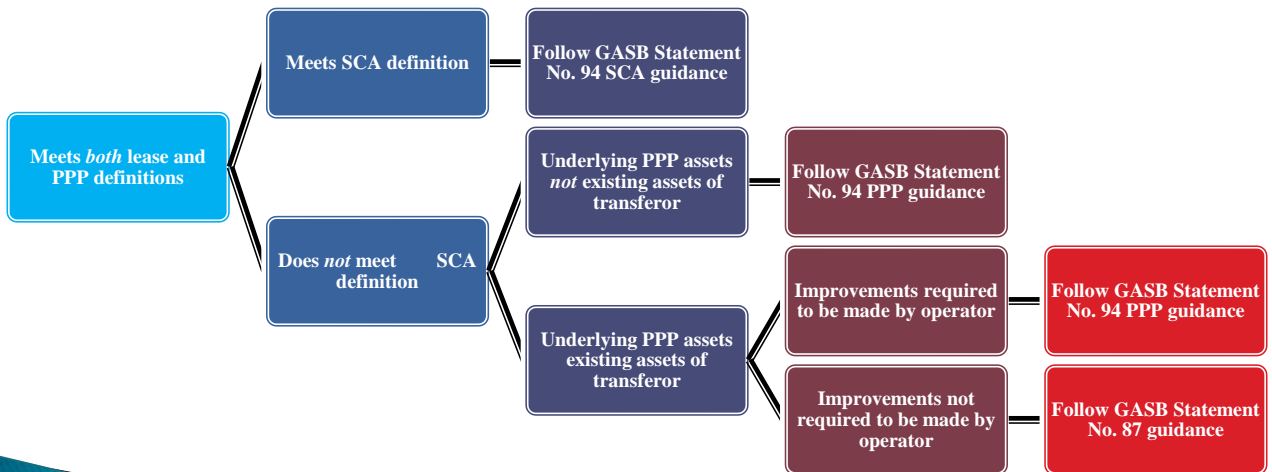 Meets both lease and
PPP definitions
Meets SCA definition
Follow GASB Statement
No. 94 SCA guidance
Does not meet SCA
definition
Underlying PPP assets
not existing assets of
transferor
Follow GASB Statement
No. 94 PPP guidance
Underlying PPP assets
existing assets of
transferor
Improvements required
to be made by operator
Follow GASB Statement
No. 94 PPP guidance
Improvements not
required to be made by
operator
Follow GASB Statement
No. 87 guidance